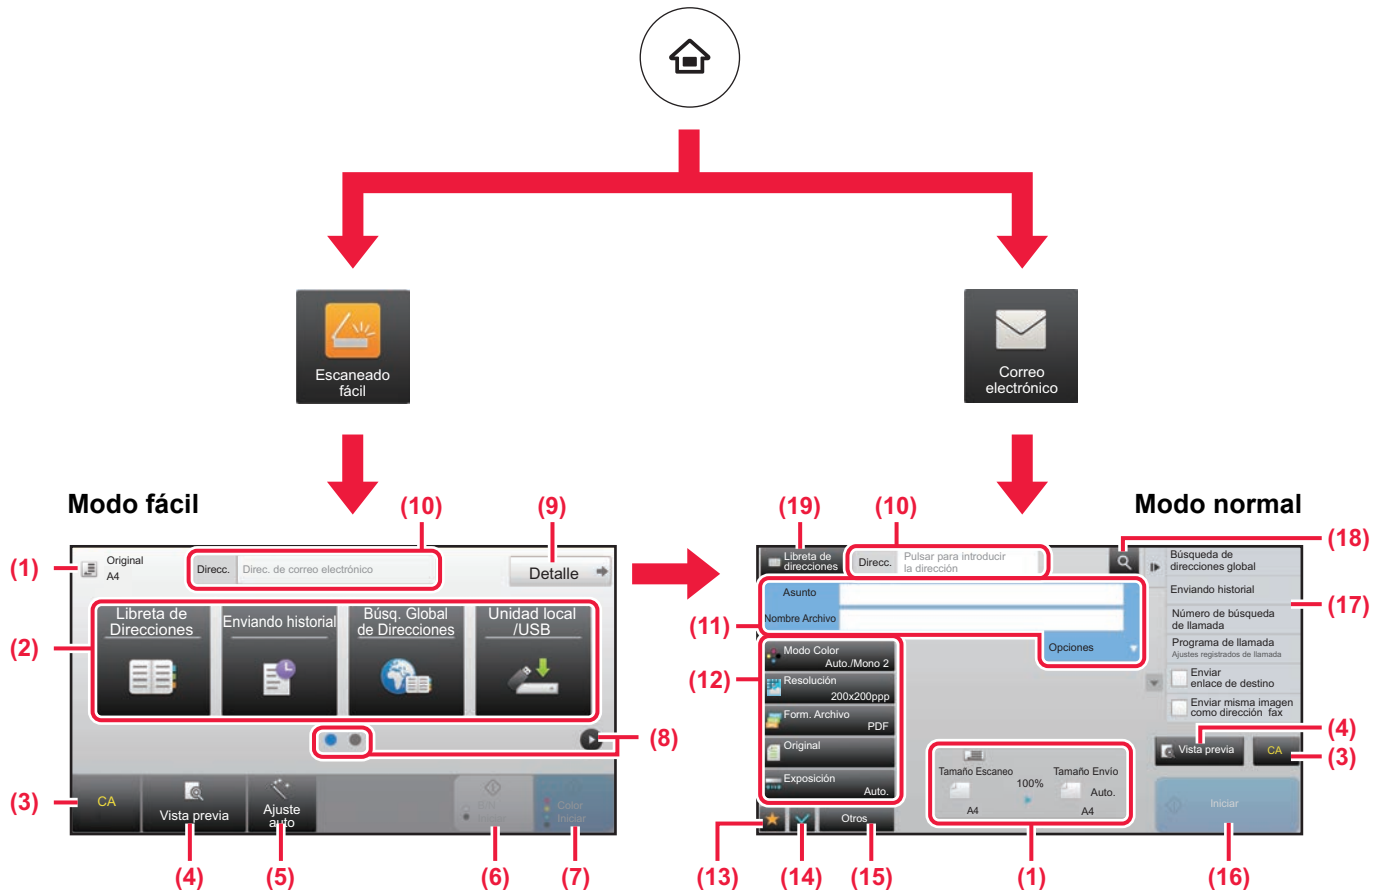 Escaneado
fácil
Correo
electrónico
Modo fácil
(10)
(9)
(1)
Original
A4
Direcc.
Direc. de correo electrónico
Detalle
(2)
Libreta de
Direcciones
Enviando historial
Búsq. Global
de Direcciones
Unidad local
/USB
(8)
(3)
CA
Vista previa
Ajuste
auto
B/N
Iniciar
Color
Iniciar
(4)
(5)
(6)
(7)
Modo normal
(19)
(10)
(18)
Libreta de
direcciones
Direcc.
Pulsar para introducir
la dirección
Búsqueda de
direcciones global
Enviando historial
(17)
Número de búsqueda
de llamada
Programa de llamada
Ajustes registrados de llamada
Enviar
enlace de destino
Enviar misma imagen
como dirección fax
(11)
Asunto
Nombre Archivo
Opciones
(12)
Modo Color
Auto./Mono 2
Resolución
200x200ppp
Form. Archivo
PDF
Original
Exposición
Auto.
Tamaño Escaneo
A4
100%
Tamaño Envío
Auto.
A4
(4)
Vista previa
CA
(3)
Otros
Iniciar
(13)
(14)
(15)
(1)
(16)